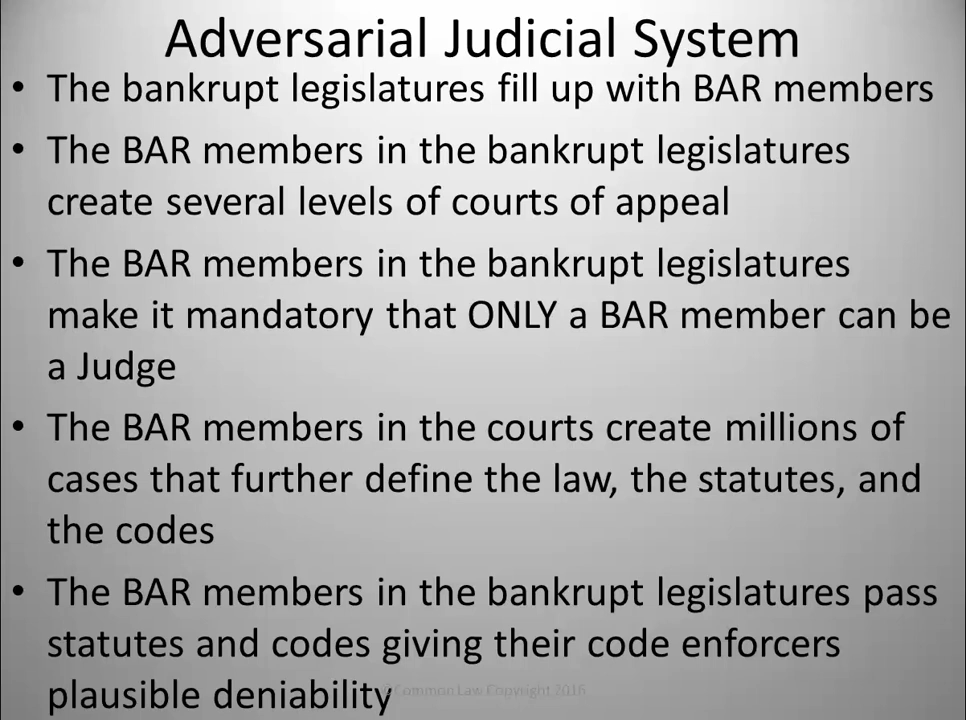 Adversarial Judicial System
• The bankrupt legislatures fill up with BAR members
• The BAR members in the bankrupt legislatures
create several levels of courts of appeal
• The BAR members in the bankrupt legislatures
make it mandatory that ONLY a BAR member can be
a Judge
• The BAR members in the courts create millions of
cases that further define the law, the statutes, and
the codes
• The BAR members in the bankrupt legislatures pass
statutes and codes giving their code enforcers
plausible deniability
©Common Law Copyright 2016